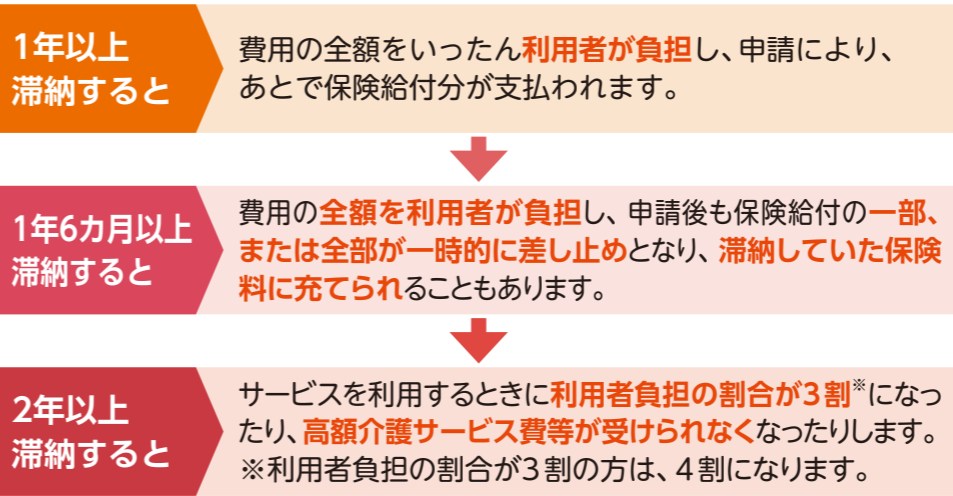 1年以上
滞納すると
費用の全額をいったん利用者が負担し、申請により、
あとで保険給付分が支払われます。
1年6カ月以上
滞納すると
費用の全額を利用者が負担し、申請後も保険給付の一部、
または全部が一時的に差し止めとなり、滞納していた保険
料に充てられることもあります。
2年以上
滞納すると
サービスを利用するときに利用者負担の割合が3割※になっ
たり、高額介護サービス費等が受けられなくなったりします。
※利用者負担の割合が3割の方は、4割になります。